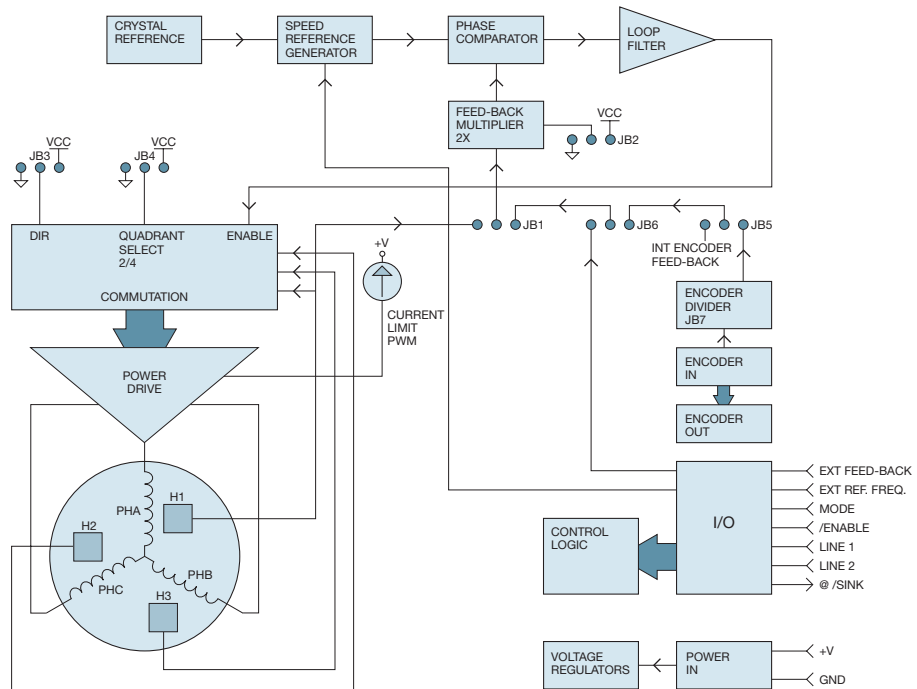 CRYSTAL
REFERENCE
SPEED
REFERENCE
GENERATOR
PHASE
COMPARATOR
LOOP
FILTER
FEED-BACK
MULTIPLIER
2X
VCC
JB2
JB3
VCC
JB4
VCC
DIR
QUADRANT
SELECT
2/4
ENABLE
COMMUTATION
JB1
JB6
JB5
INT ENCODER
FEED-BACK
+V
CURRENT
LIMIT
PWM
ENCODER
DIVIDER
JB7
ENCODER
IN
ENCODER
OUT
POWER
DRIVE
PHA
H1
H2
PHC
PHB
H3
CONTROL
LOGIC
I/O
EXT FEED-BACK
EXT REF. FREQ.
MODE
/ENABLE
LINE 1
LINE 2
@ /SINK
VOLTAGE
REGULATORS
POWER
IN
+V
GND